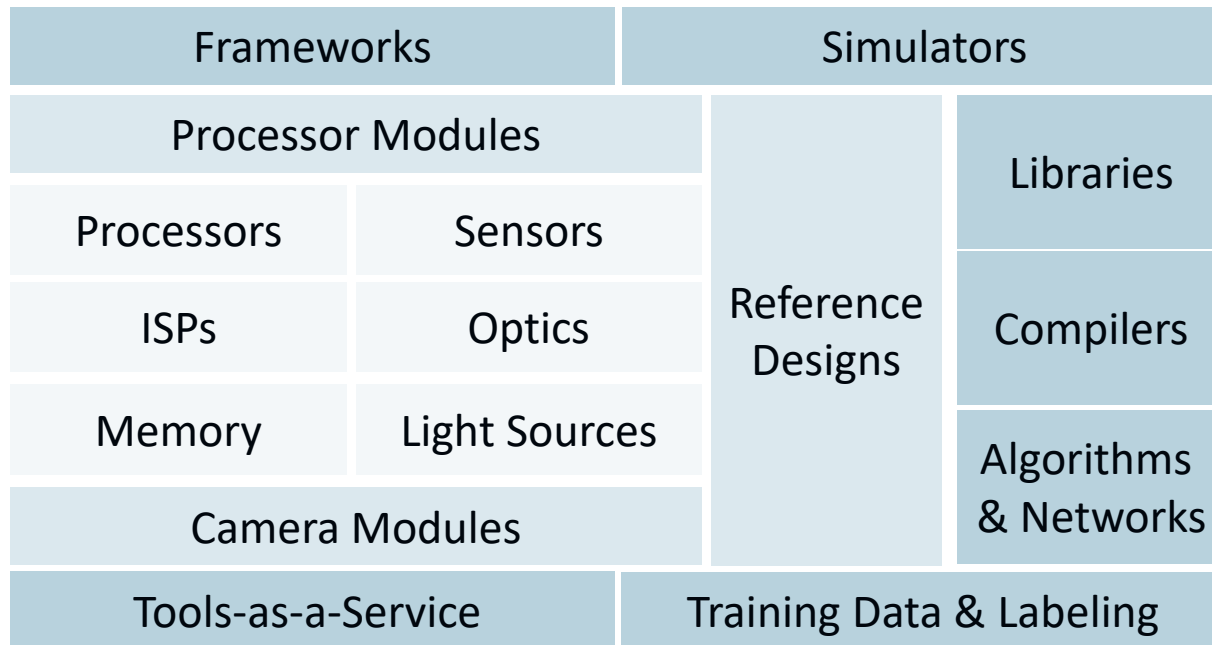 Frameworks
Simulators
Processor Modules
Processors
Sensors
ISPs
Optics
Memory
Light Sources
Camera Modules
Reference
Designs
Libraries
Compilers
Algorithms
& Networks
Tools-as-a-Service
Training Data & Labeling